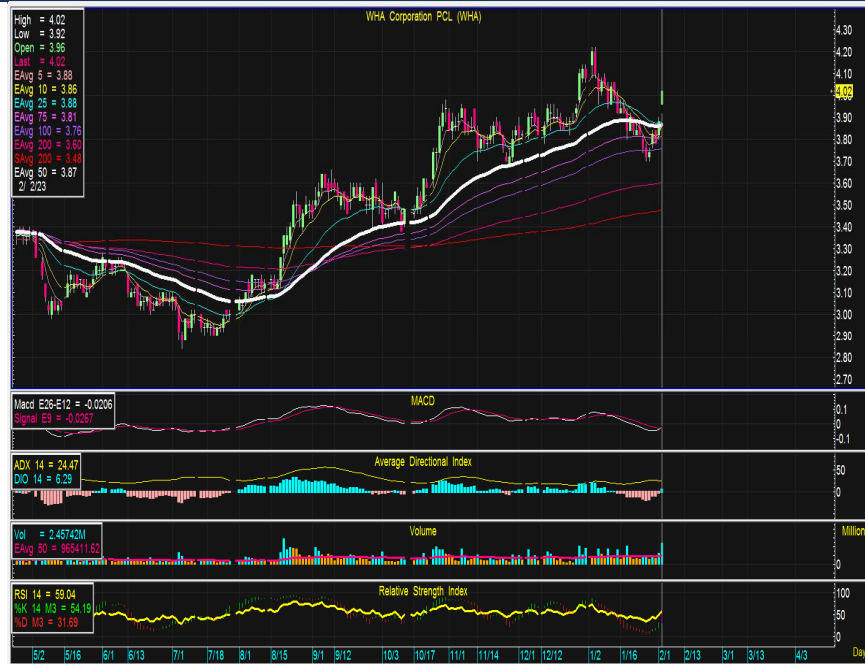 WHA Corporation PCL (WHA)
High = 4.02
Low = 3.92
Open = 3.96
Last = 4.02
EAvg 5 = 3.88
EAvg 10 = 3.86
EAvg 25 = 3.88
EAvg 75 = 3.81
EAvg 100 = 3.76
EAvg 200 = 3.60
SAvg 200 = 3.48
EAvg 50 = 3.87
2/ 2/23
4.30
4.20
4.10
4.02
3.90
3.80
3.70
3.60
3.50
3.40
3.30
3.20
3.10
3.00
2.90
2.80
2.70
MACD
Macd E26-E12 = -0.0206
Signal E9 = -0.0267
0.1
0
-0.1
Average Directional Index
ADX 14 = 24.47
DIO 14 = 6.29
50
0
Volume
Million
Vol = 2.45742M
EAvg 50 = 965411.62
0
Relative Strength Index
RSI 14 = 59.04
%K 14 M3 = 54.19
%D M3 = 31.69
100
50
0
5/2 5/16 6/1 6/13 7/1 7/18 8/1 8/15 9/1 9/12 10/3 10/17 11/1 11/14 12/1 12/12 1/2 1/16 2/1 2/13 3/1 3/13 4/3 Day